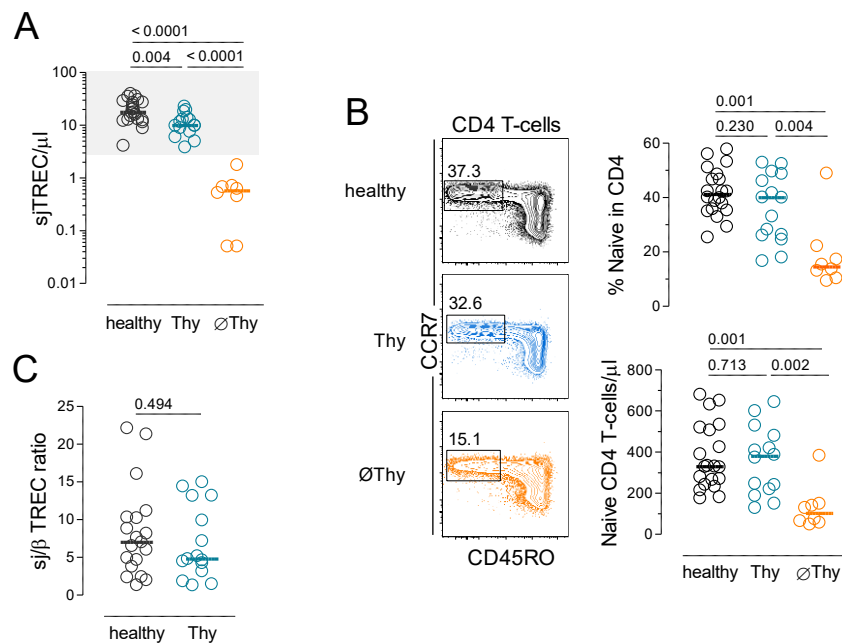 A
< 0.0001
0.004 < 0.0001
sjTREC/µl
100
10
1
0.1
0.01
healthy Thy ∅Thy
B
CD4 T-cells
healthy
37.3
Thy
32.6
ØThy
15.1
CCR7
CD45RO
0.001
0.230 0.004
% Naive in CD4
60
40
20
0
0.001
0.713 0.002
Naive CD4 T-cells/µl
800
600
400
200
0
healthy Thy ∅Thy
C
0.494
sj/β TREC ratio
25
20
15
10
5
0
healthy Thy